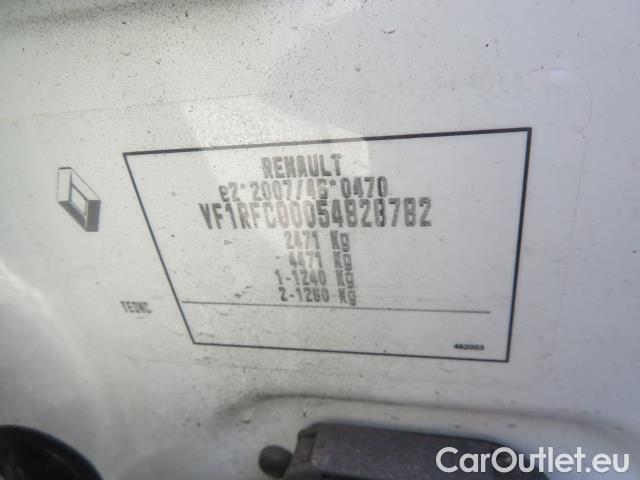 RENAULT
e2*2007/46*0470
VF1RFC00054828782
2471 Kg
- 4471 Kg
1-1240 Kg
2-1260 Kg
482053
CarOutlet.eu